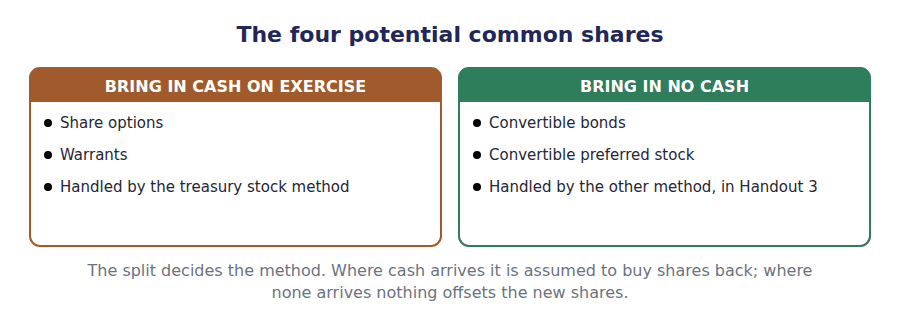 The four potential common shares
BRING IN CASH ON EXERCISE
Share options
Warrants
Handled by the treasury stock method
BRING IN NO CASH
Convertible bonds
Convertible preferred stock
Handled by the other method, in Handout 3
The split decides the method. Where cash arrives it is assumed to buy shares back; where
none arrives nothing offsets the new shares.